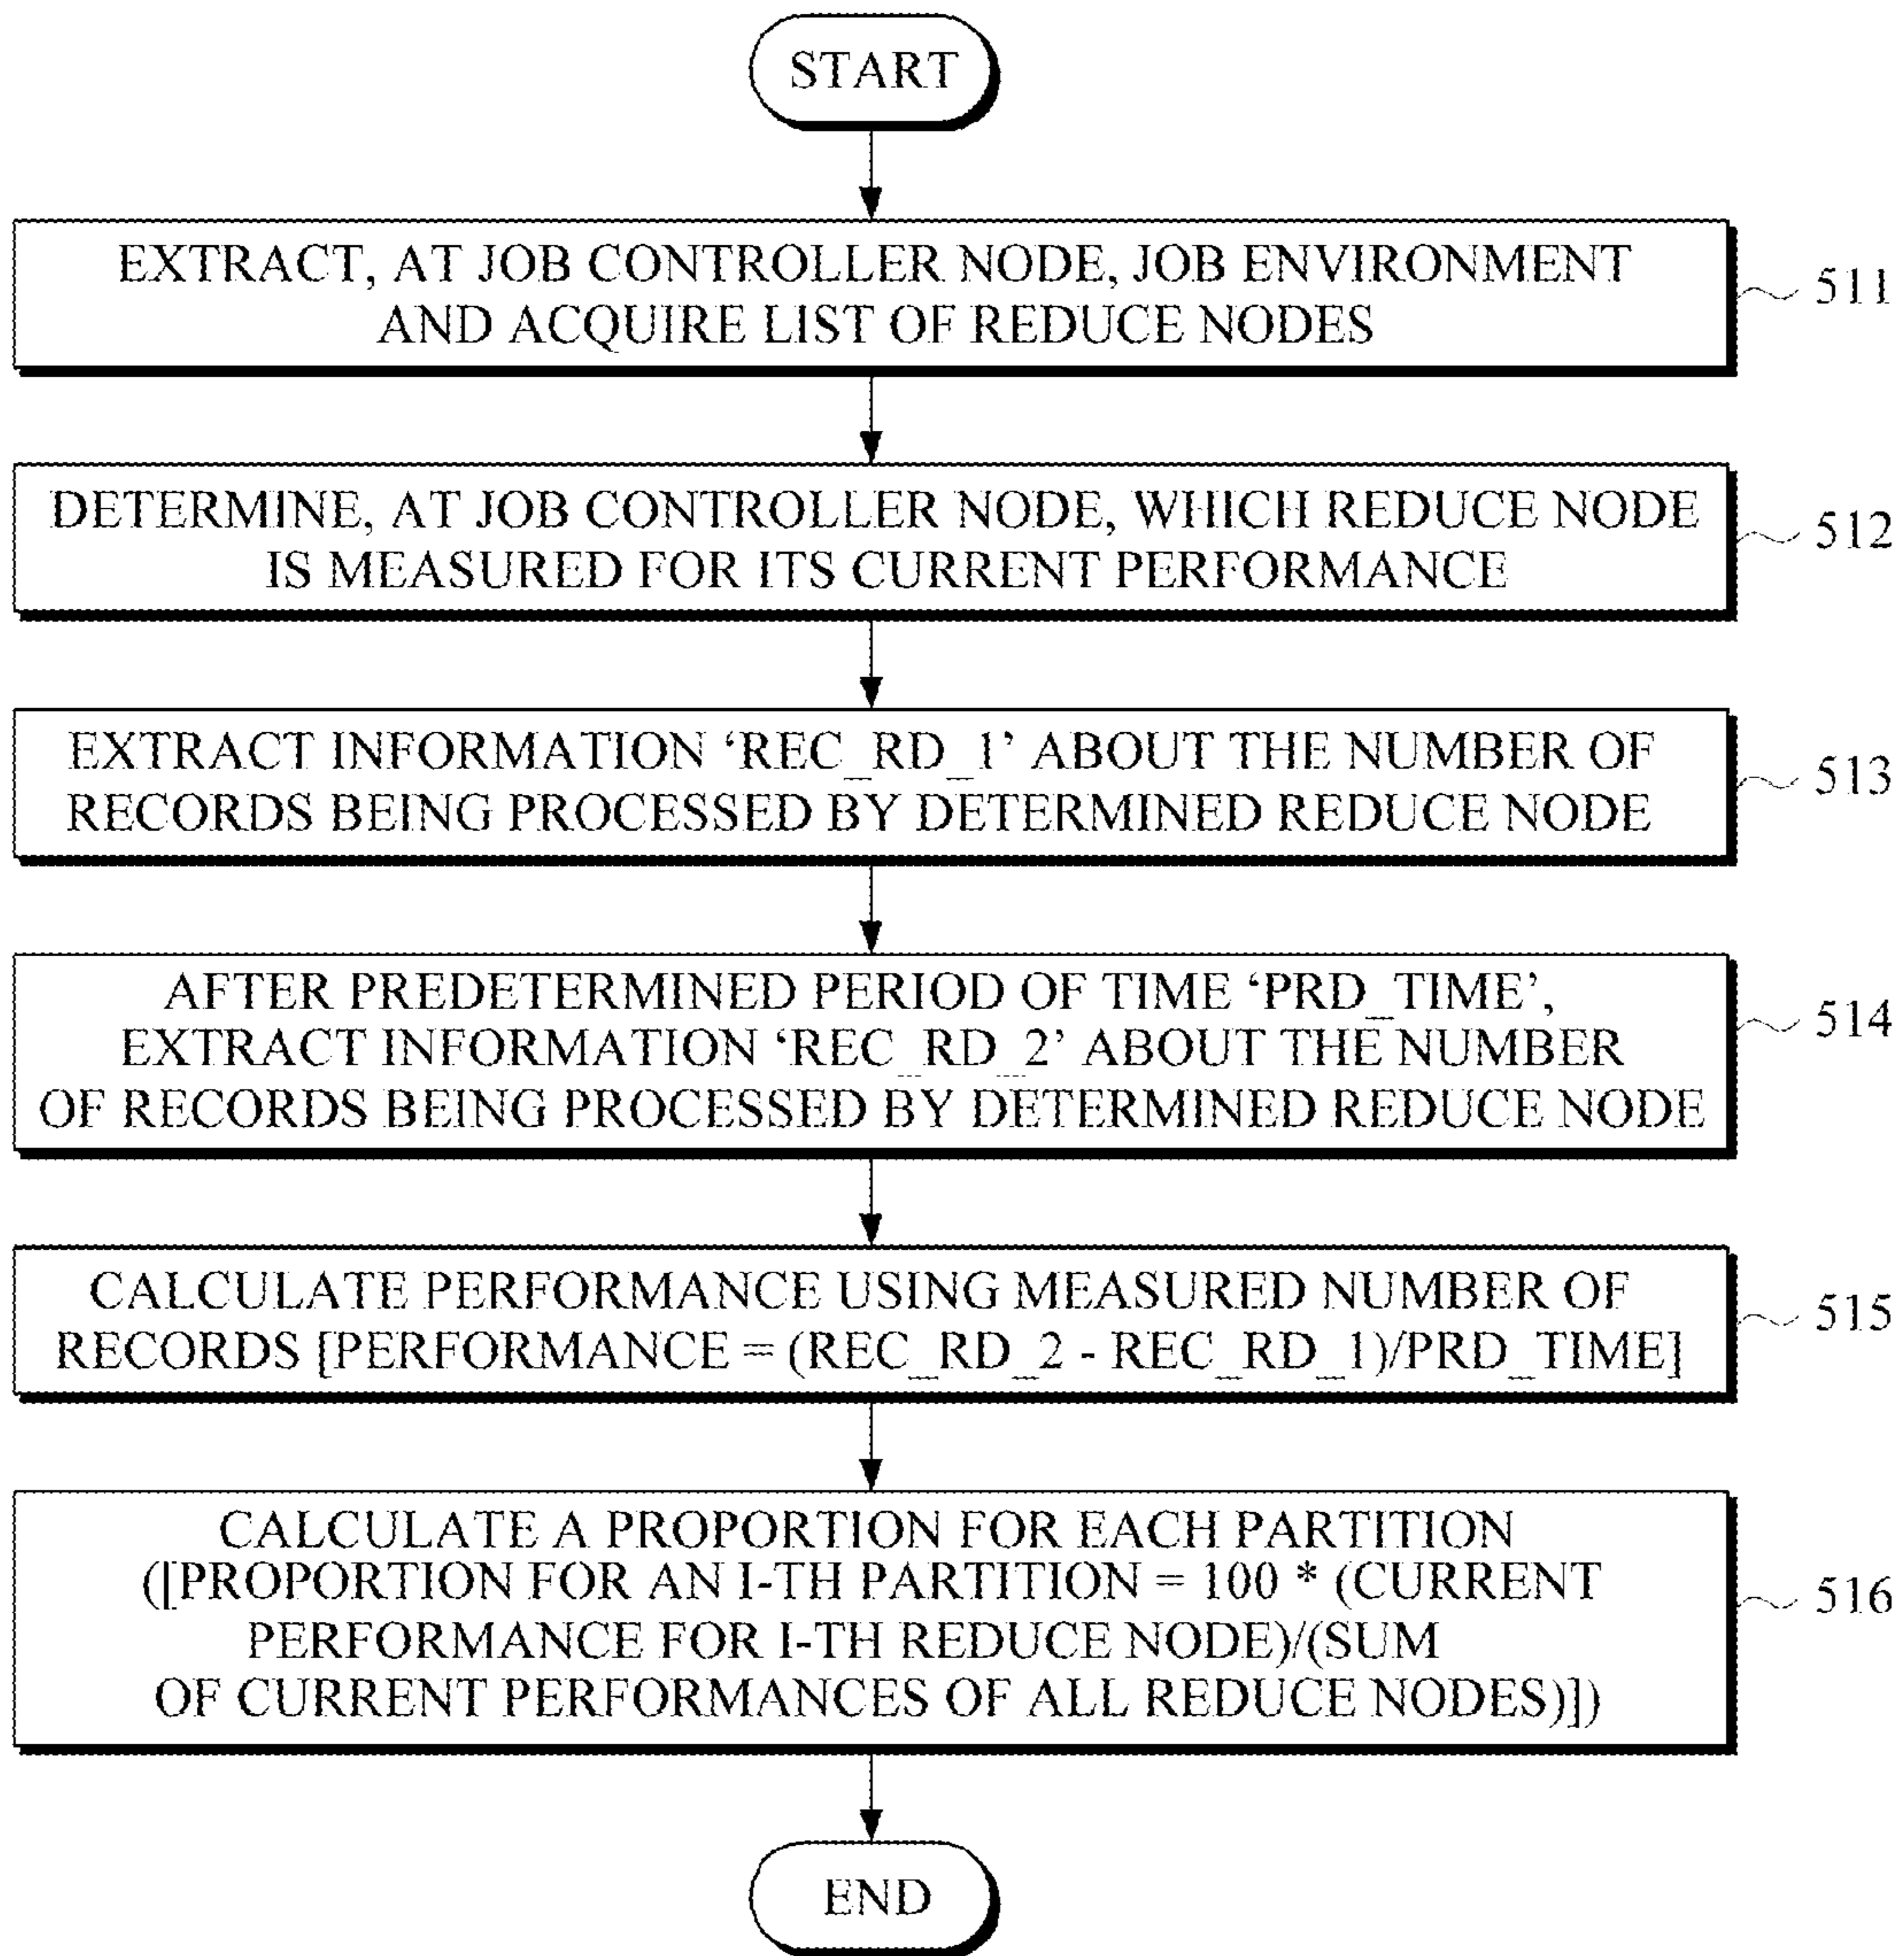 START
EXTRACT, AT JOB CONTROLLER NODE, JOB ENVIRONMENT
AND ACQUIRE LIST OF REDUCE NODES
511
DETERMINE, AT JOB CONTROLLER NODE, WHICH REDUCE NODE
IS MEASURED FOR ITS CURRENT PERFORMANCE
512
EXTRACT INFORMATION ‘REC_RD_1’ ABOUT THE NUMBER OF
RECORDS BEING PROCESSED BY DETERMINED REDUCE NODE
513
AFTER PREDETERMINED PERIOD OF TIME ‘PRD_TIME’,
EXTRACT INFORMATION ‘REC_RD_2’ ABOUT THE NUMBER
OF RECORDS BEING PROCESSED BY DETERMINED REDUCE NODE
514
CALCULATE PERFORMANCE USING MEASURED NUMBER OF
RECORDS [PERFORMANCE = (REC_RD_2 - REC_RD_1)/PRD_TIME]
515
CALCULATE A PROPORTION FOR EACH PARTITION
([PROPORTION FOR AN I-TH PARTITION = 100 * (CURRENT
PERFORMANCE FOR I-TH REDUCE NODE)/(SUM
OF CURRENT PERFORMANCES OF ALL REDUCE NODES)])
516
END